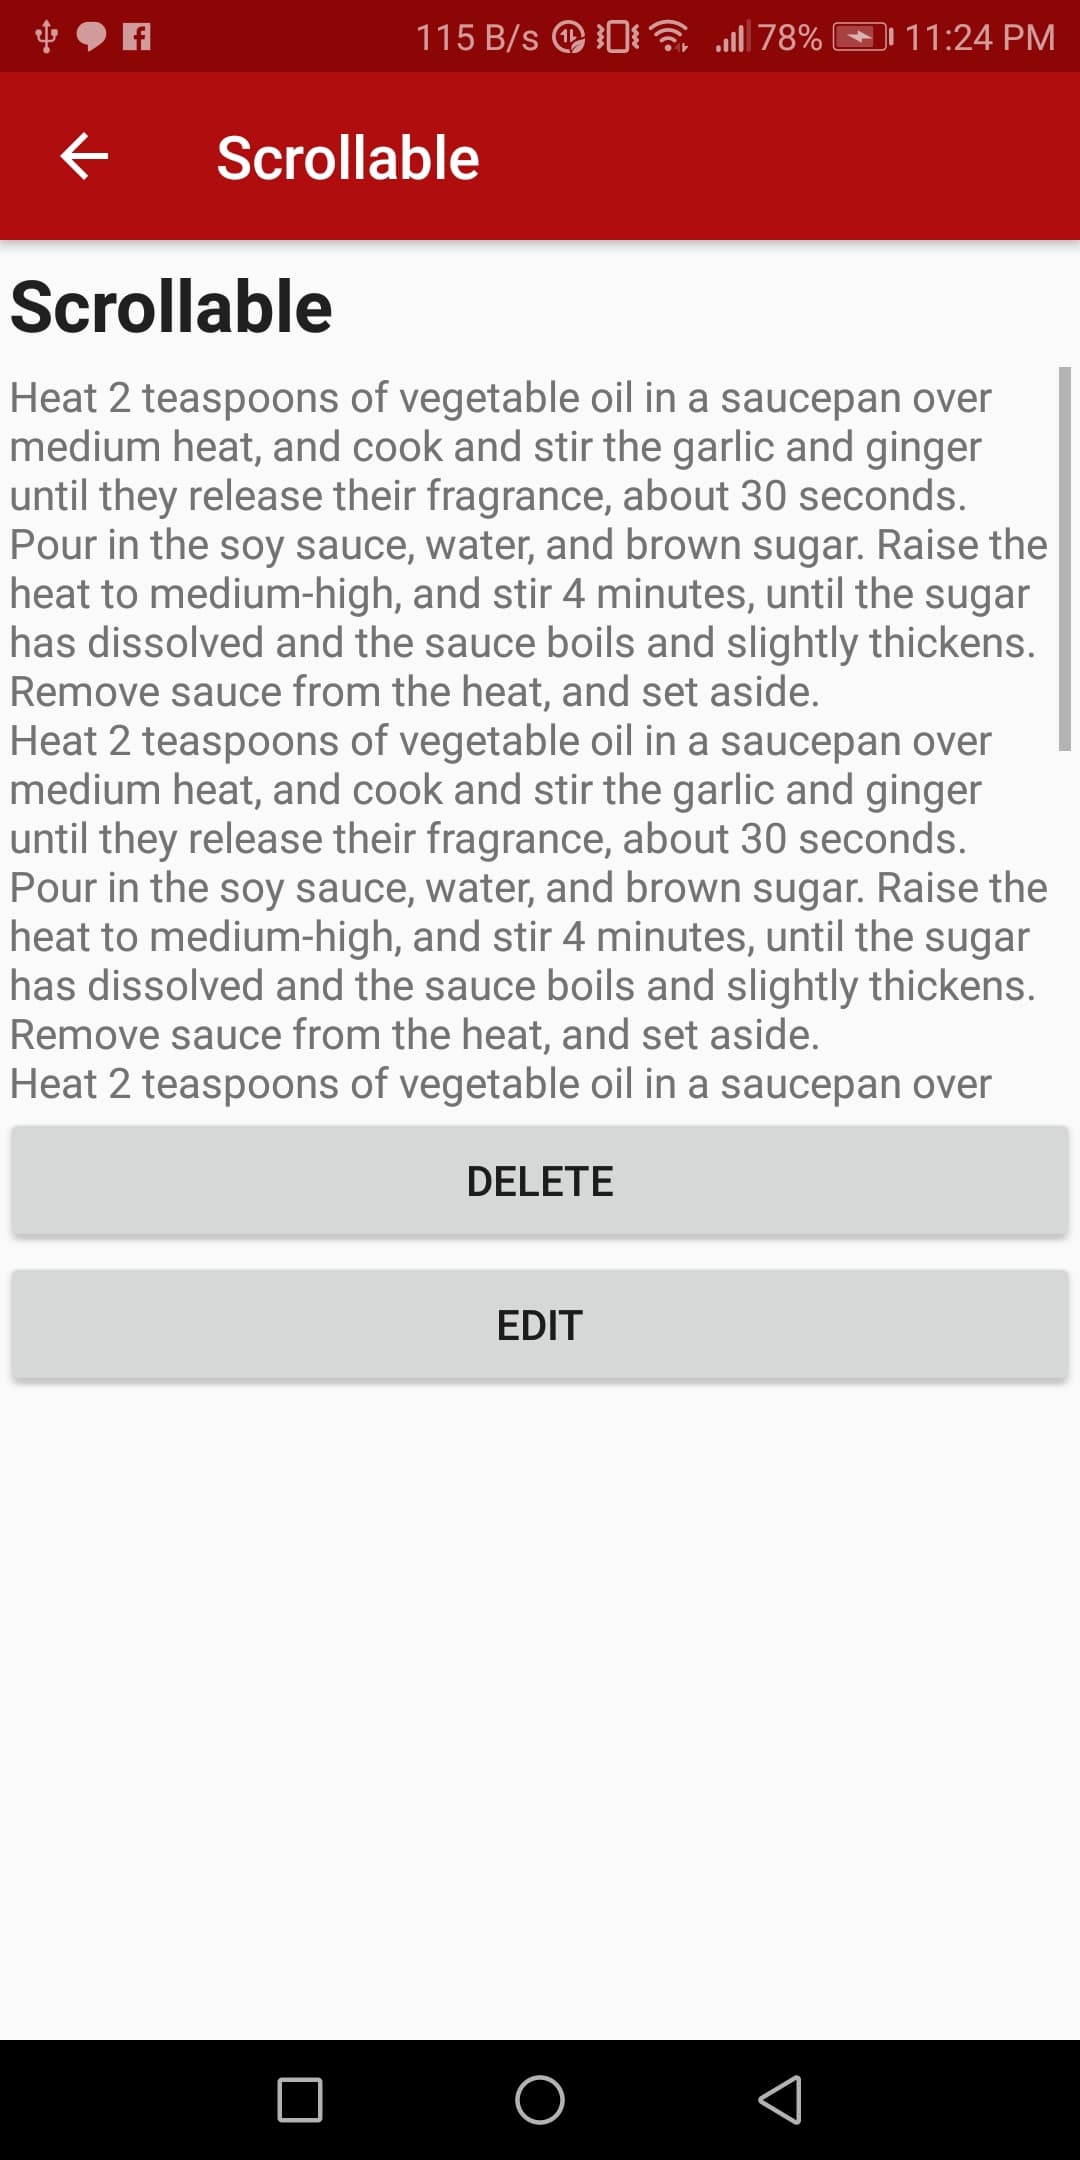 115 B/s 78% 11:24 PM
Scrollable
Scrollable
Heat 2 teaspoons of vegetable oil in a saucepan over
medium heat, and cook and stir the garlic and ginger
until they release their fragrance, about 30 seconds.
Pour in the soy sauce, water, and brown sugar. Raise the
heat to medium-high, and stir 4 minutes, until the sugar
has dissolved and the sauce boils and slightly thickens.
Remove sauce from the heat, and set aside.
Heat 2 teaspoons of vegetable oil in a saucepan over
medium heat, and cook and stir the garlic and ginger
until they release their fragrance, about 30 seconds.
Pour in the soy sauce, water, and brown sugar. Raise the
heat to medium-high, and stir 4 minutes, until the sugar
has dissolved and the sauce boils and slightly thickens.
Remove sauce from the heat, and set aside.
Heat 2 teaspoons of vegetable oil in a saucepan over
DELETE
EDIT